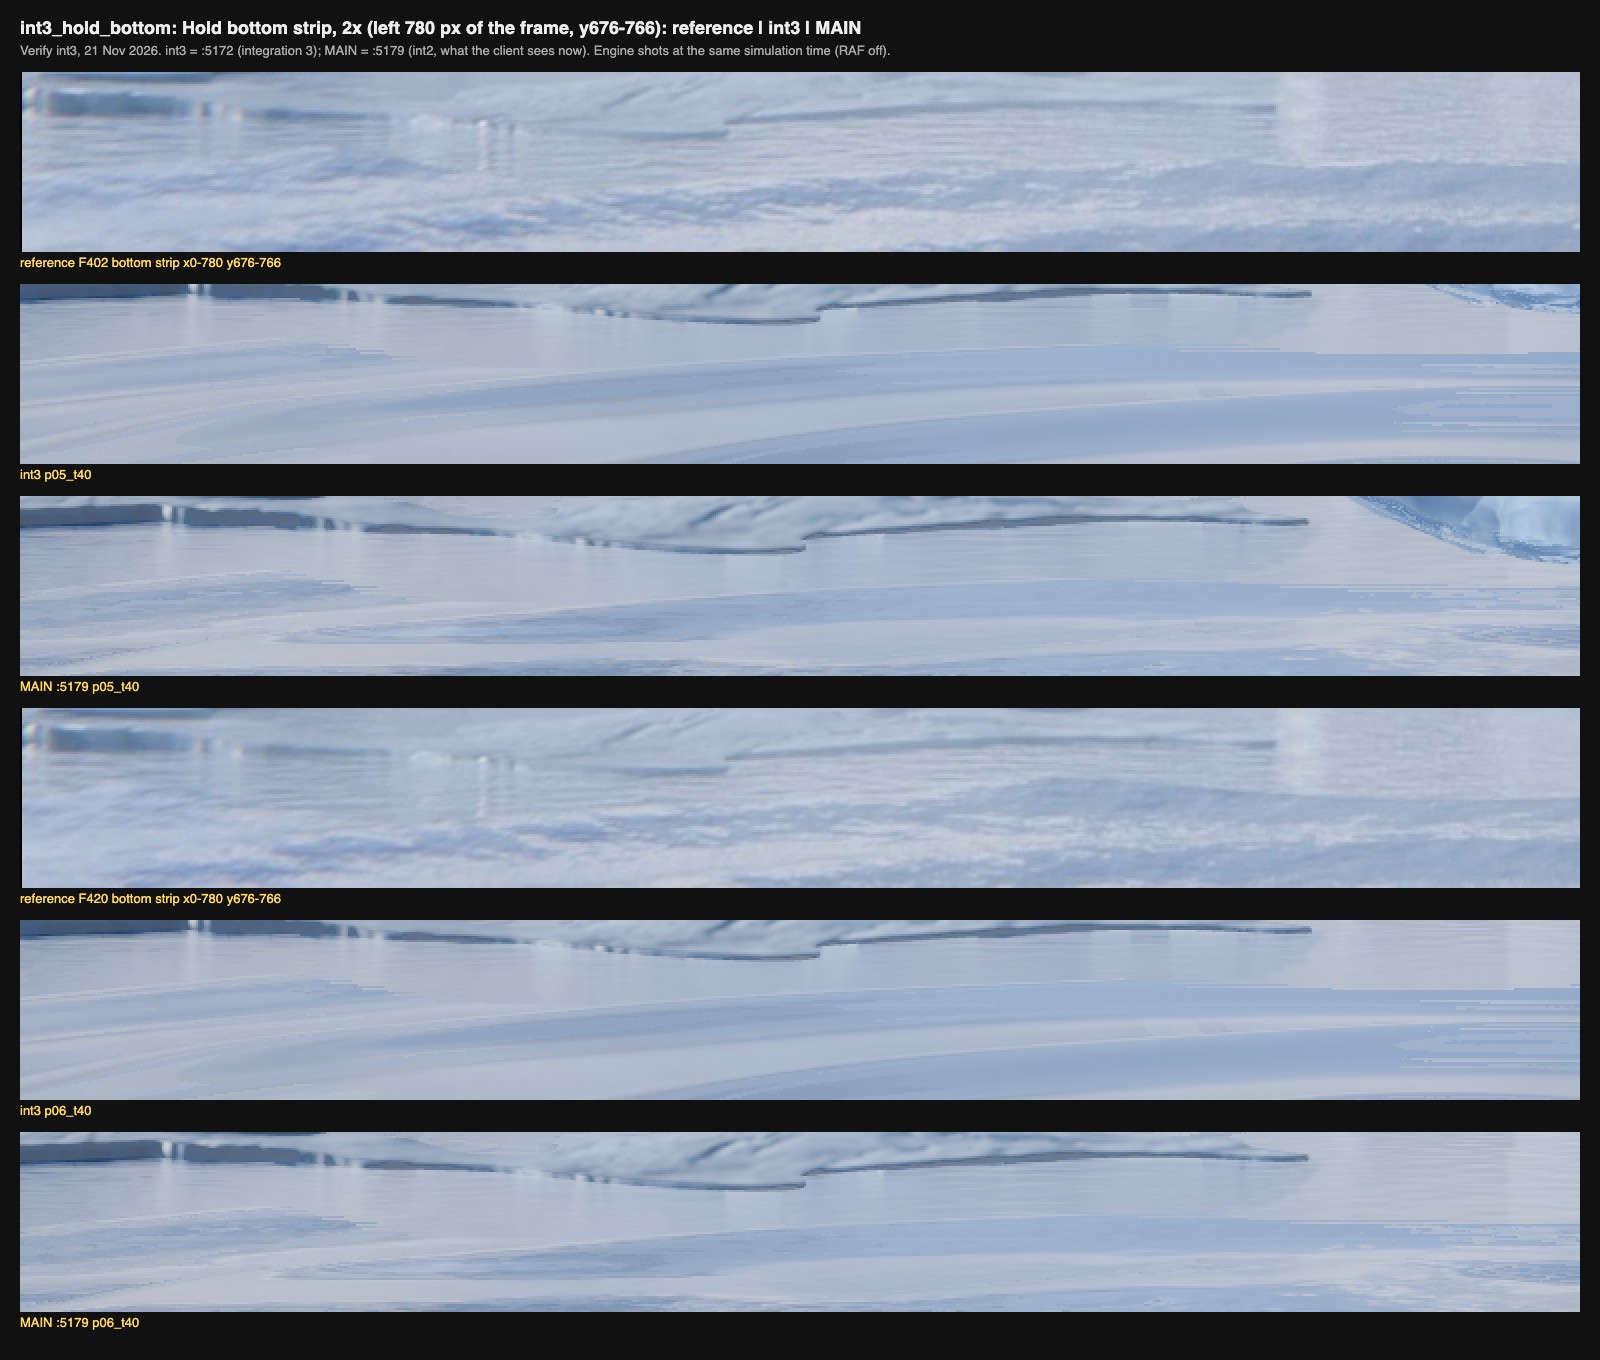 int3_hold_bottom: Hold bottom strip, 2x (left 780 px of the frame, y676-766): reference | int3 | MAIN
Verify int3, 21 Nov 2026. int3 = :5172 (integration 3); MAIN = :5179 (int2, what the client sees now). Engine shots at the same simulation time (RAF off).
reference F402 bottom strip x0-780 y676-766
int3 p05_t40
MAIN :5179 p05_t40
reference F420 bottom strip x0-780 y676-766
int3 p06_t40
MAIN :5179 p06_t40